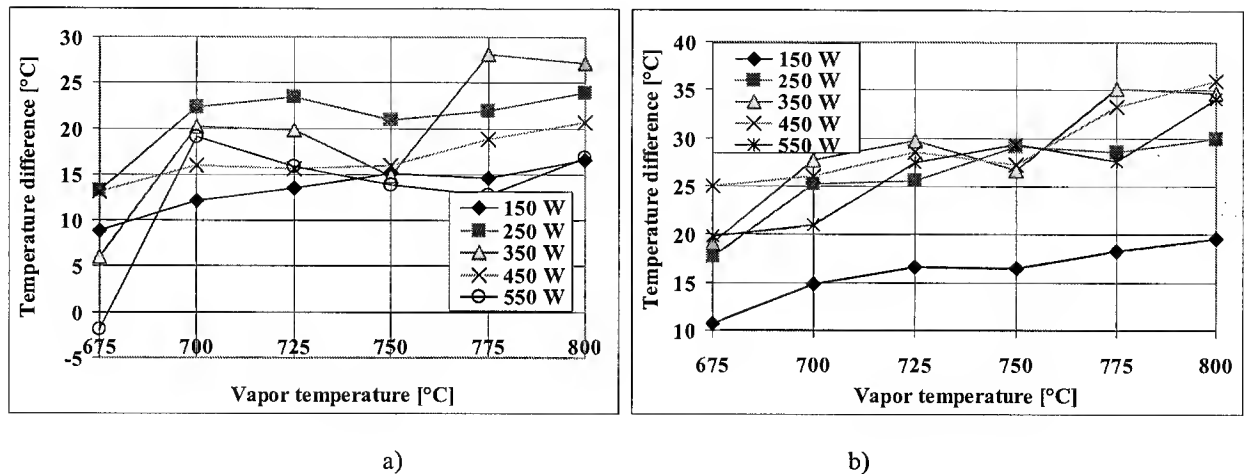 30
25
20
15
10
5
0
-5
Temperature difference [°C]
675 700 725 750 775 800
Vapor temperature [°C]
150 W
250 W
350 W
450 W
550 W
a)
40
35
30
25
20
15
10
Temperature difference [°C]
675 700 725 750 775 800
Vapor temperature [°C]
150 W
250 W
350 W
450 W
550 W
b)